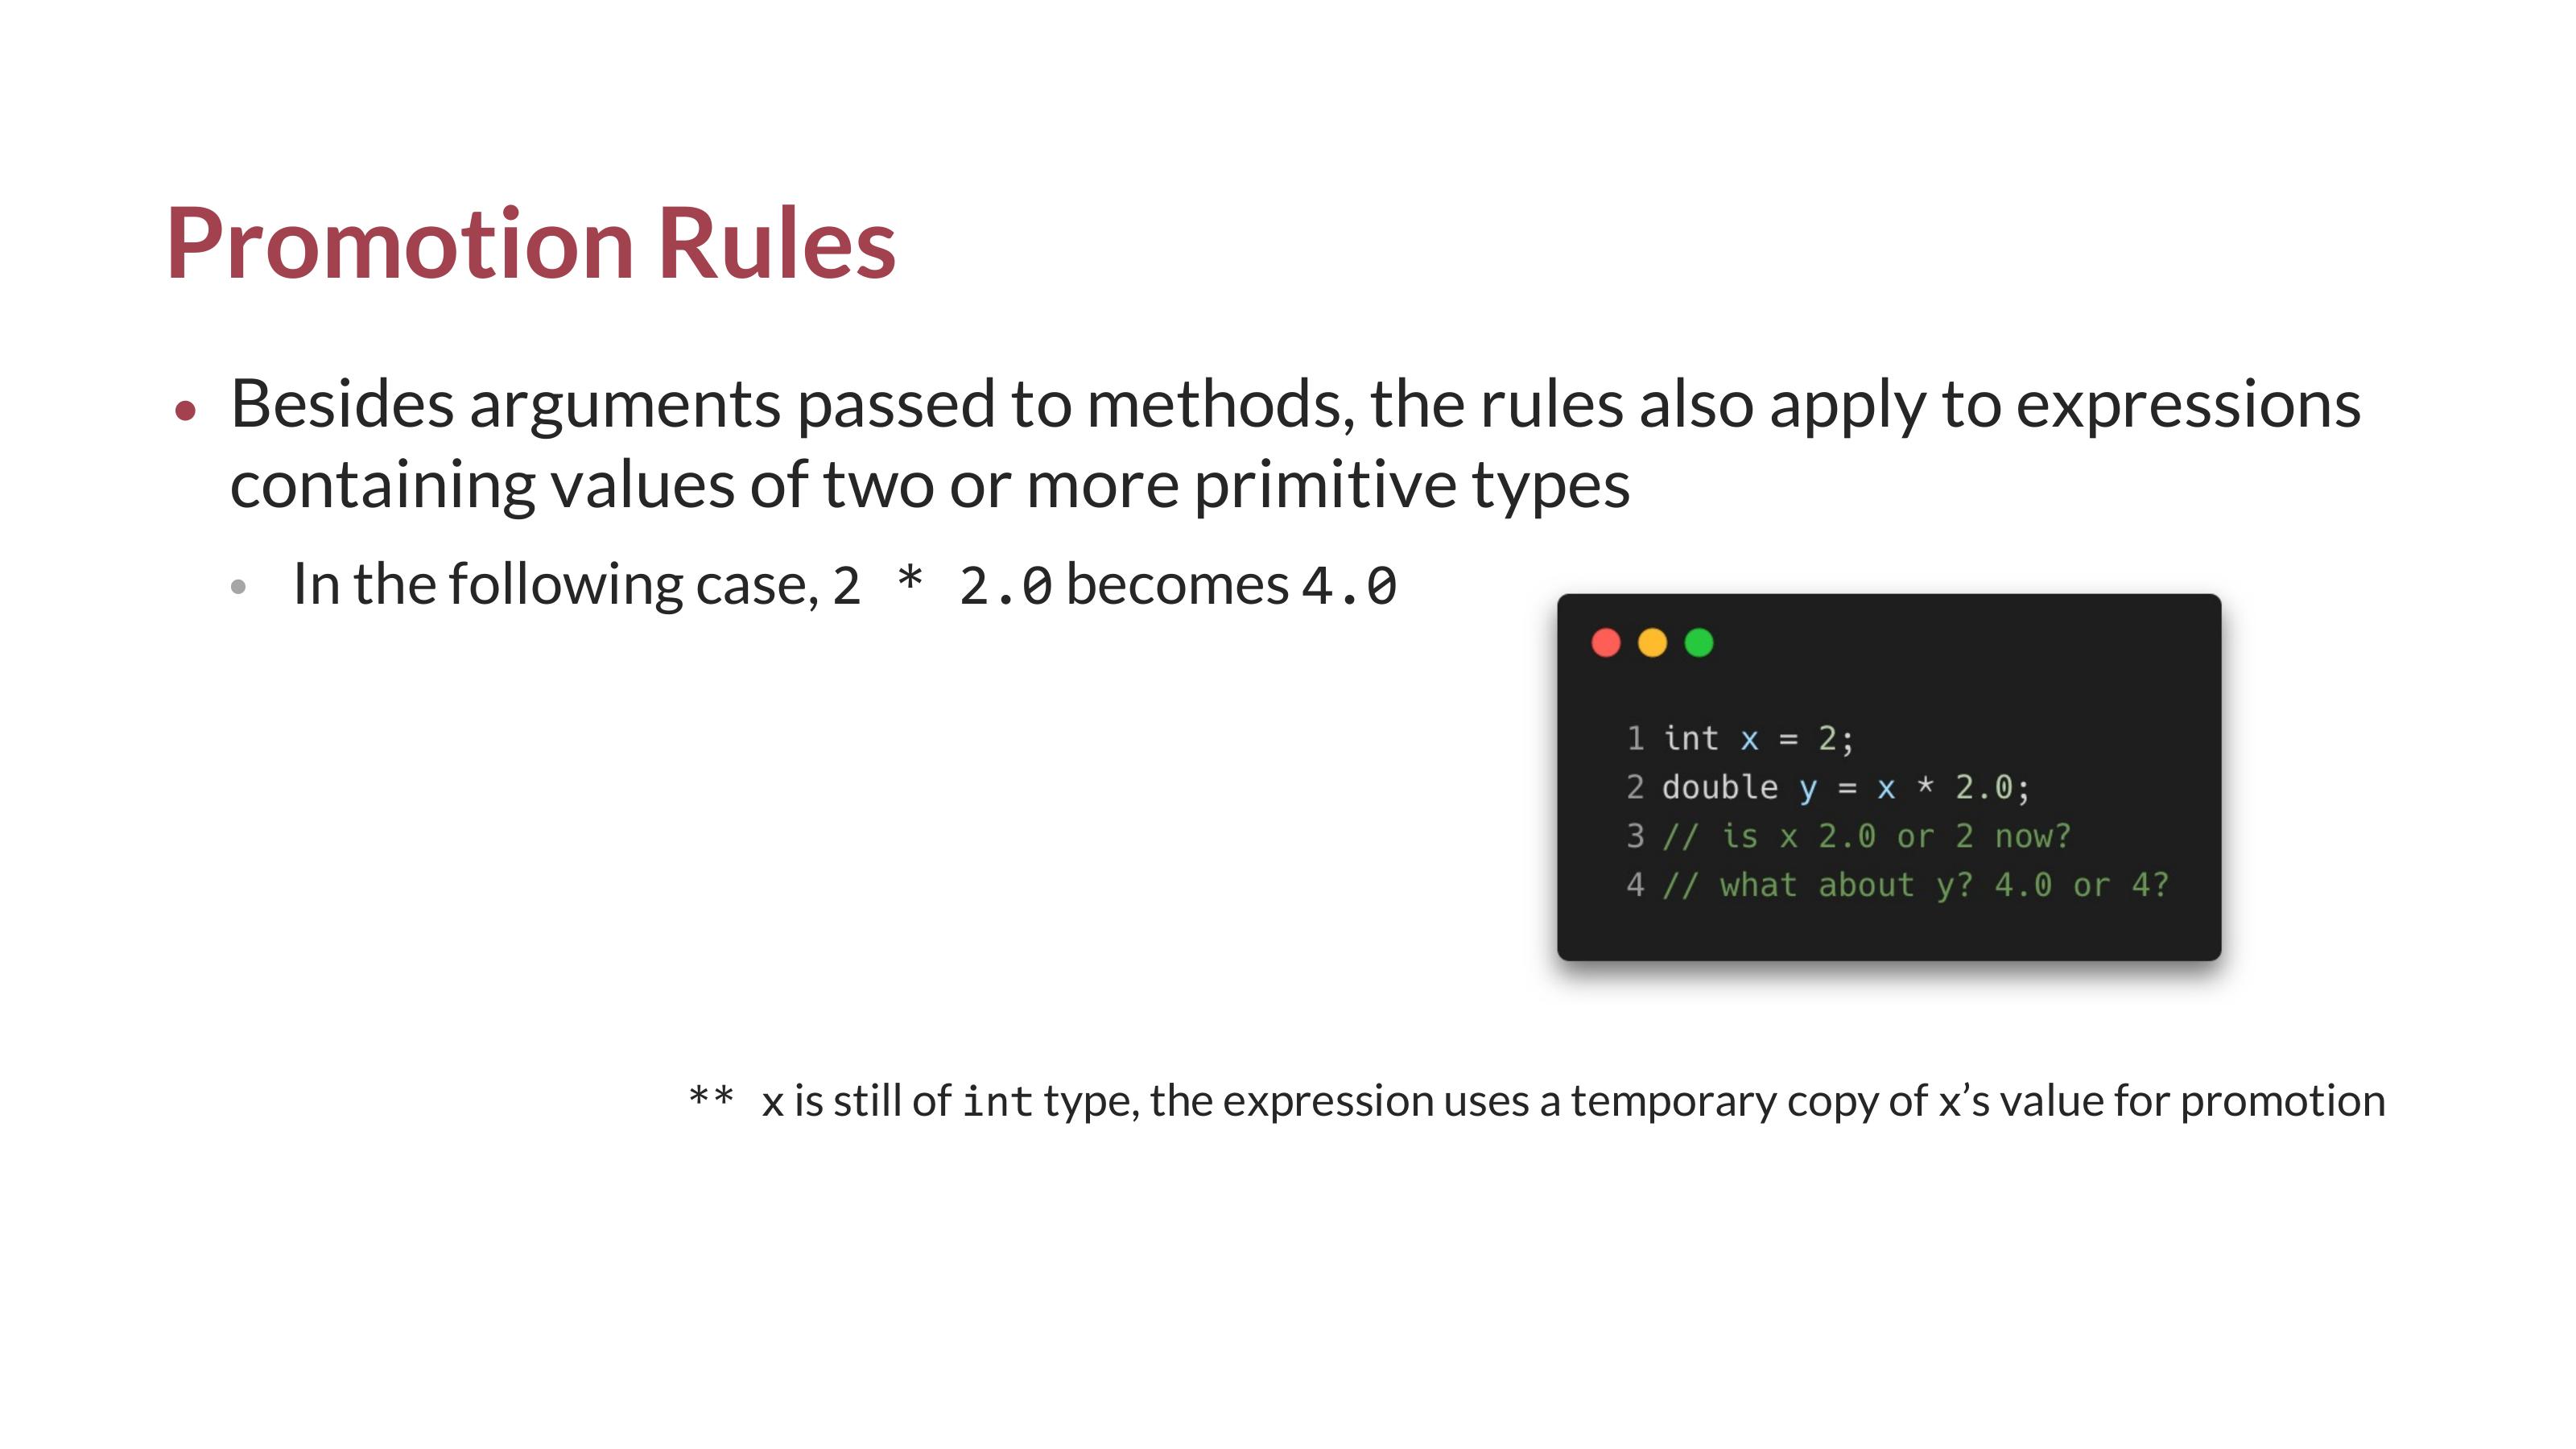 Promotion Rules
• Besides arguments passed to methods, the rules also apply to expressions
containing values of two or more primitive types
• In the following case, 2 * 2.0 becomes 4.0
1 int x = 2;
2 double y = x * 2.0;
3 // is x 2.0 or 2 now?
4 // what about y? 4.0 or 4?
** x is still of int type, the expression uses a temporary copy of x’s value for promotion